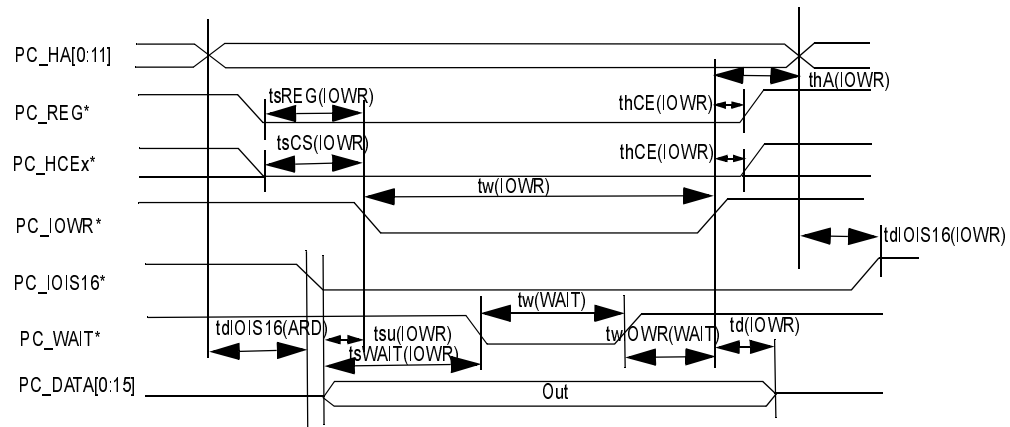 PC_HA[0:11]
thA(IOWR)
tsREG(IOWR)
thCE(IOWR)
PC_REG*
tsCS(IOWR)
thCE(IOWR)
PC_HCEx*
tw(IOWR)
PC_IOWR*
tdIOIS16(IOWR)
PC_IOIS16*
tw(WAIT)
tdIOIS16(ARD)
tsu(IOWR)
twIOWR(WAIT)
td(IOWR)
PC_WAIT*
tsWAIT(IOWR)
PC_DATA[0:15]
Out